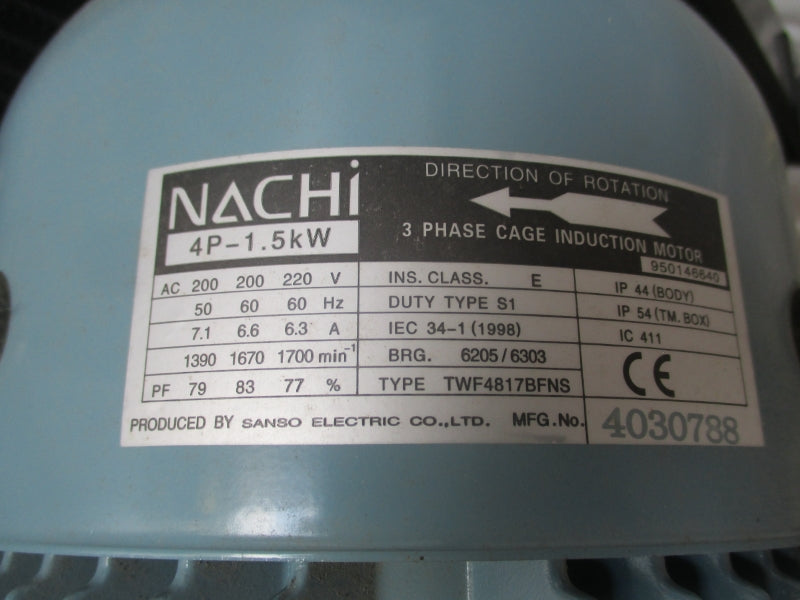 NACHi
4P-1.5kW
DIRECTION OF ROTATION
3 PHASE CAGE INDUCTION MOTOR
950146640
AC 200 200 220 V
50 60 60 Hz
7.1 6.6 6.3 A
1390 1670 1700 min⁻¹
PF 79 83 77 %
INS. CLASS. E
DUTY TYPE S1
IEC 34-1 (1998)
BRG. 6205/6303
TYPE TWF4817BFNS
IP 44 (BODY)
IP 54 (TM. BOX)
IC 411
CE
PRODUCED BY SANSO ELECTRIC CO.,LTD. MFG.No. 4030788